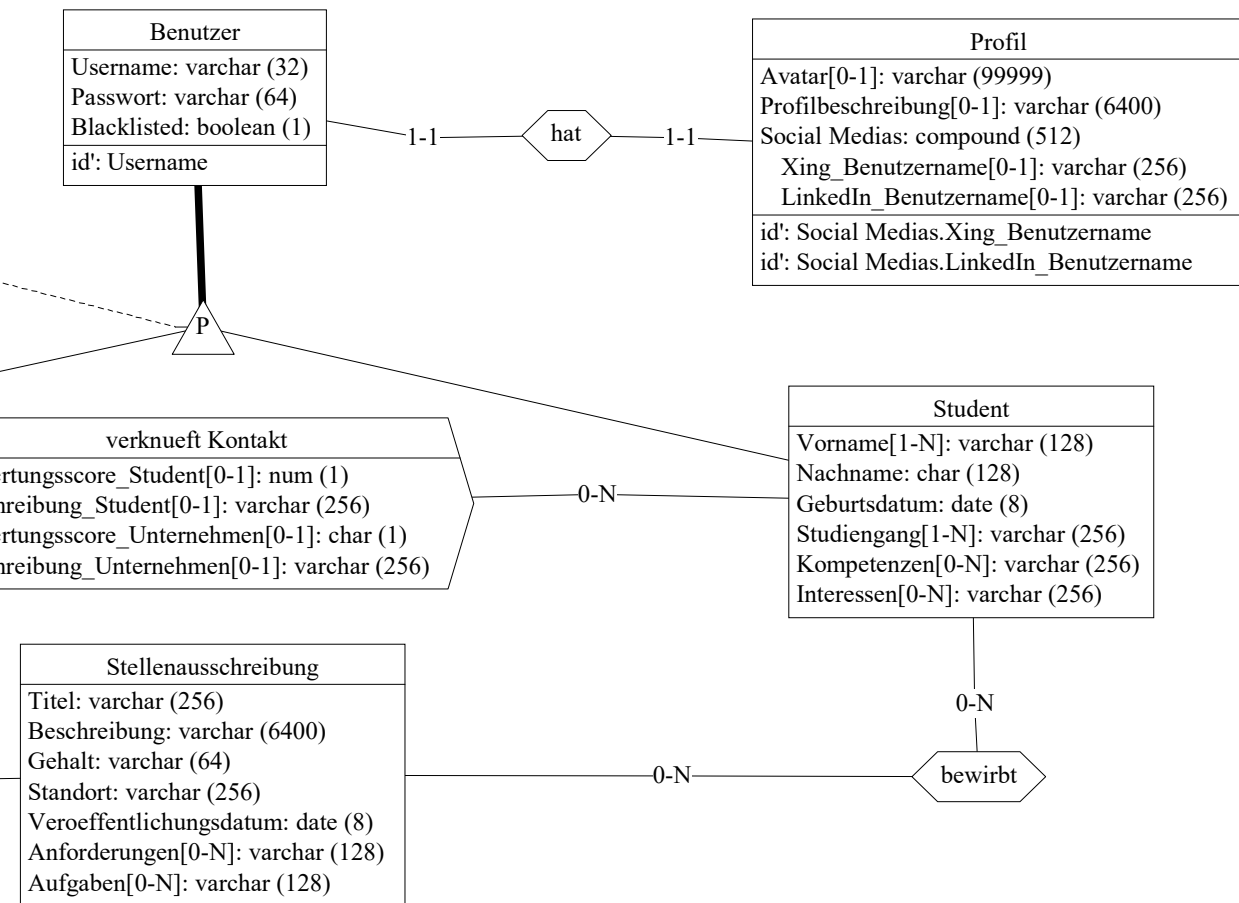 Benutzer
Username: varchar (32)
Passwort: varchar (64)
Blacklisted: boolean (1)
id': Username
1-1
hat
1-1
Profil
Avatar[0-1]: varchar (99999)
Profilbeschreibung[0-1]: varchar (6400)
Social Medias: compound (512)
Xing_Benutzername[0-1]: varchar (256)
LinkedIn_Benutzername[0-1]: varchar (256)
id': Social Medias.Xing_Benutzername
id': Social Medias.LinkedIn_Benutzername
P
verknueft Kontakt
ertungsscore_Student[0-1]: num (1)
hreibung_Student[0-1]: varchar (256)
ertungsscore_Unternehmen[0-1]: char (1)
hreibung_Unternehmen[0-1]: varchar (256)
0-N
Student
Vorname[1-N]: varchar (128)
Nachname: char (128)
Geburtsdatum: date (8)
Studiengang[1-N]: varchar (256)
Kompetenzen[0-N]: varchar (256)
Interessen[0-N]: varchar (256)
0-N
bewirbt
0-N
Stellenausschreibung
Titel: varchar (256)
Beschreibung: varchar (6400)
Gehalt: varchar (64)
Standort: varchar (256)
Veroeffentlichungsdatum: date (8)
Anforderungen[0-N]: varchar (128)
Aufgaben[0-N]: varchar (128)